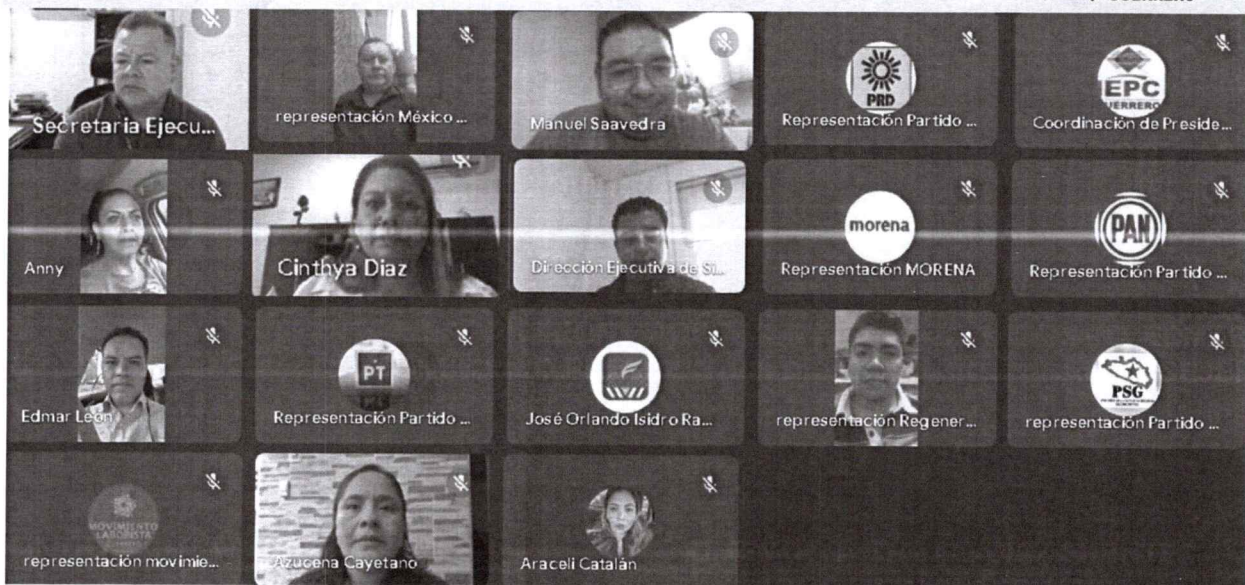 Secretaria Ejecu...
representación México ...
Manuel Saavedra
PRD
Representación Partido ...
EPC
GUERRERO
Coordinación de Preside...
Anny
Cinthya Diaz
Dirección Ejecutiva de Si...
morena
Representación MORENA
PAN
Representación Partido ...
Edmar León
PT
Representación Partido ...
José Orlando Isidro Ra...
representación Regener...
PSG
representación Partido ...
MOVIMIENTO
LABORISTA
representación movimie...
Azucena Cayetano
Araceli Catalán